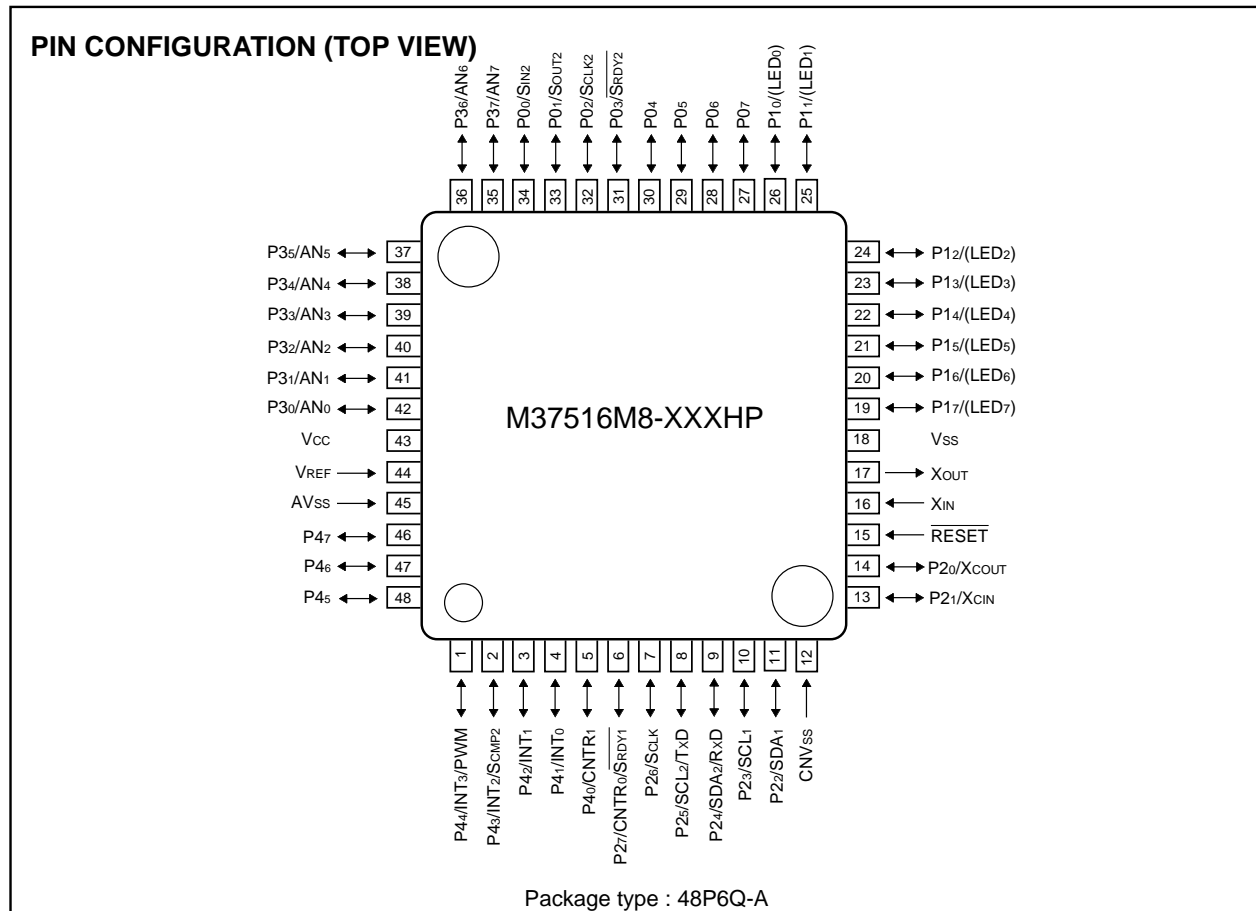 PIN CONFIGURATION (TOP VIEW)
P36/AN6
P37/AN7
P00/SIN2
P01/SOUT2
P02/SCLK2
P03/SRDY2
P04
P05
P06
P07
P10/(LED0)
P11/(LED1)
36
35
34
33
32
31
30
29
28
27
26
25
P35/AN5 37
P34/AN4 38
P33/AN3 39
P32/AN2 40
P31/AN1 41
P30/AN0 42
VCC 43
VREF 44
AVSS 45
P47 46
P46 47
P45 48
M37516M8-XXXHP
24 P12/(LED2)
23 P13/(LED3)
22 P14/(LED4)
21 P15/(LED5)
20 P16/(LED6)
19 P17/(LED7)
18 VSS
17 XOUT
16 XIN
15 RESET
14 P20/XCOUT
13 P21/XCIN
1
2
3
4
5
6
7
8
9
10
11
12
P44/INT3/PWM
P43/INT2/SCMP2
P42/INT1
P41/INT0
P40/CNTR1
P27/CNTR0/SRDY1
P26/SCLK
P25/SCL2/TxD
P24/SDA2/RxD
P23/SCL1
P22/SDA1
CNVSS
Package type : 48P6Q-A